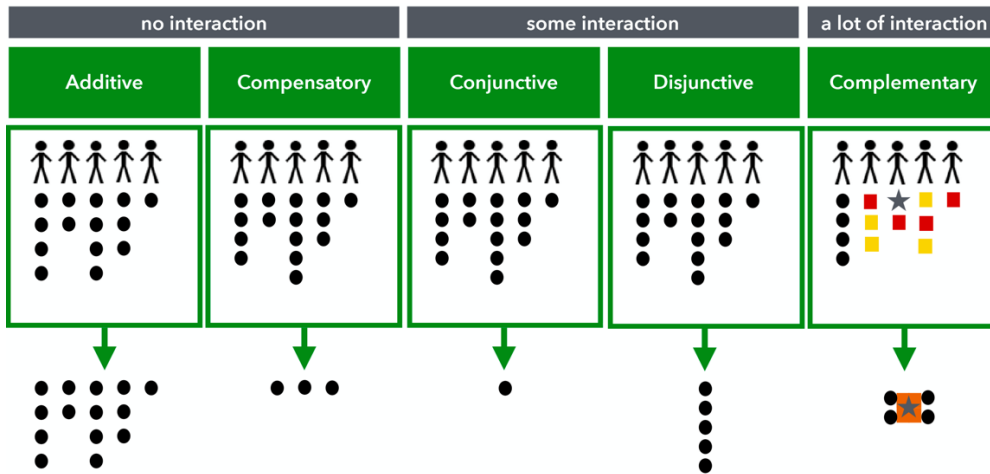 no interaction
some interaction
a lot of interaction
Additive
Compensatory
Conjunctive
Disjunctive
Complementary